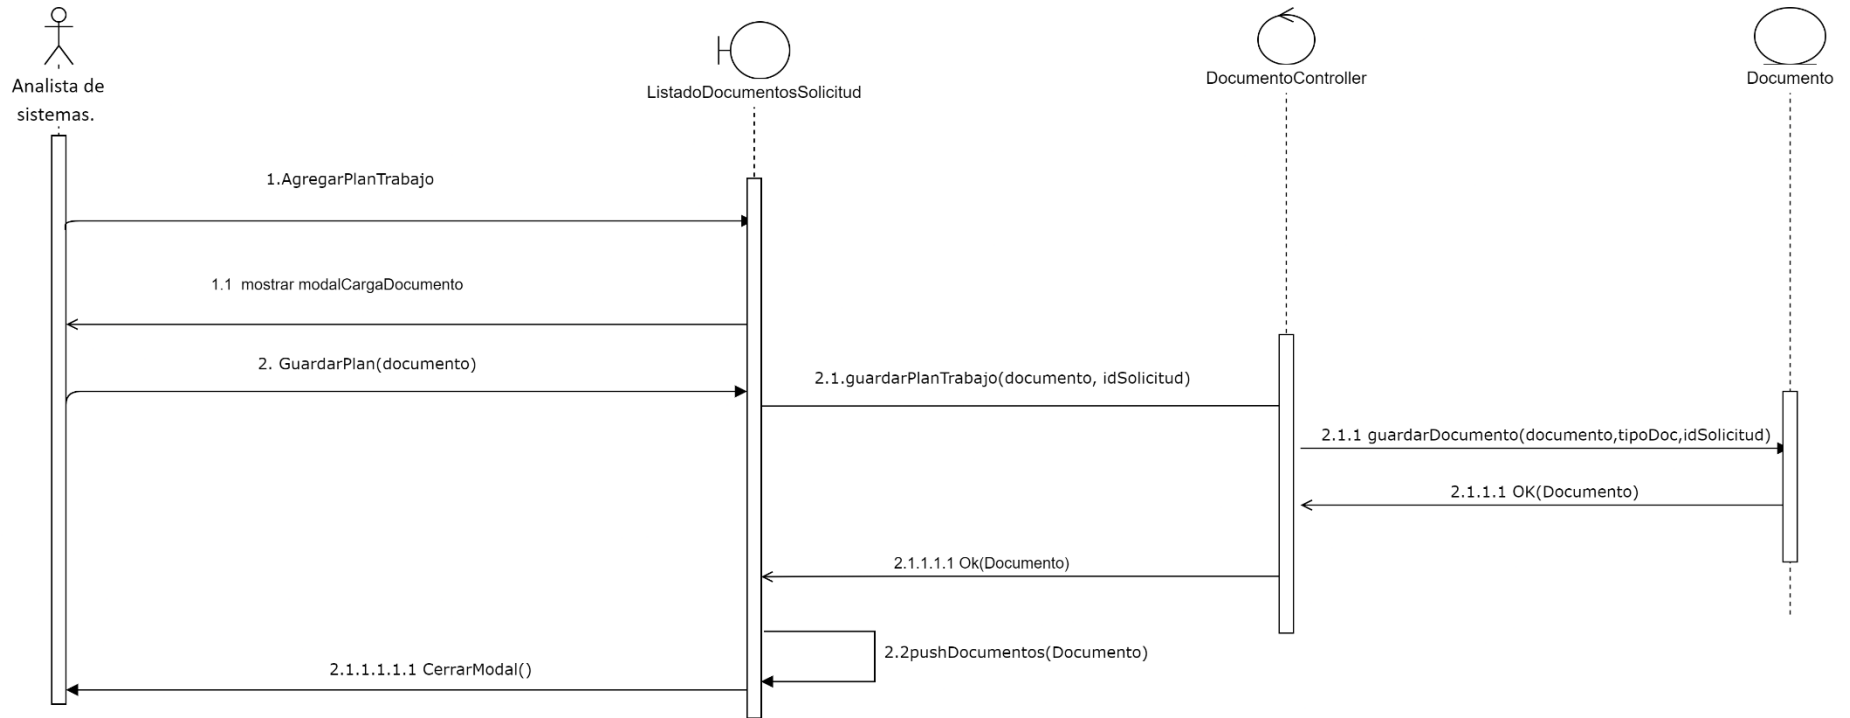 Analista de
sistemas.
ListadoDocumentosSolicitud
DocumentoController
Documento
1.AgregarPlanTrabajo
1.1 mostrar modalCargaDocumento
2. GuardarPlan(documento)
2.1.guardarPlanTrabajo(documento, idSolicitud)
2.1.1 guardarDocumento(documento,tipoDoc,idSolicitud)
2.1.1.1 OK(Documento)
2.1.1.1.1 Ok(Documento)
2.2pushDocumentos(Documento)
2.1.1.1.1.1 CerrarModal()